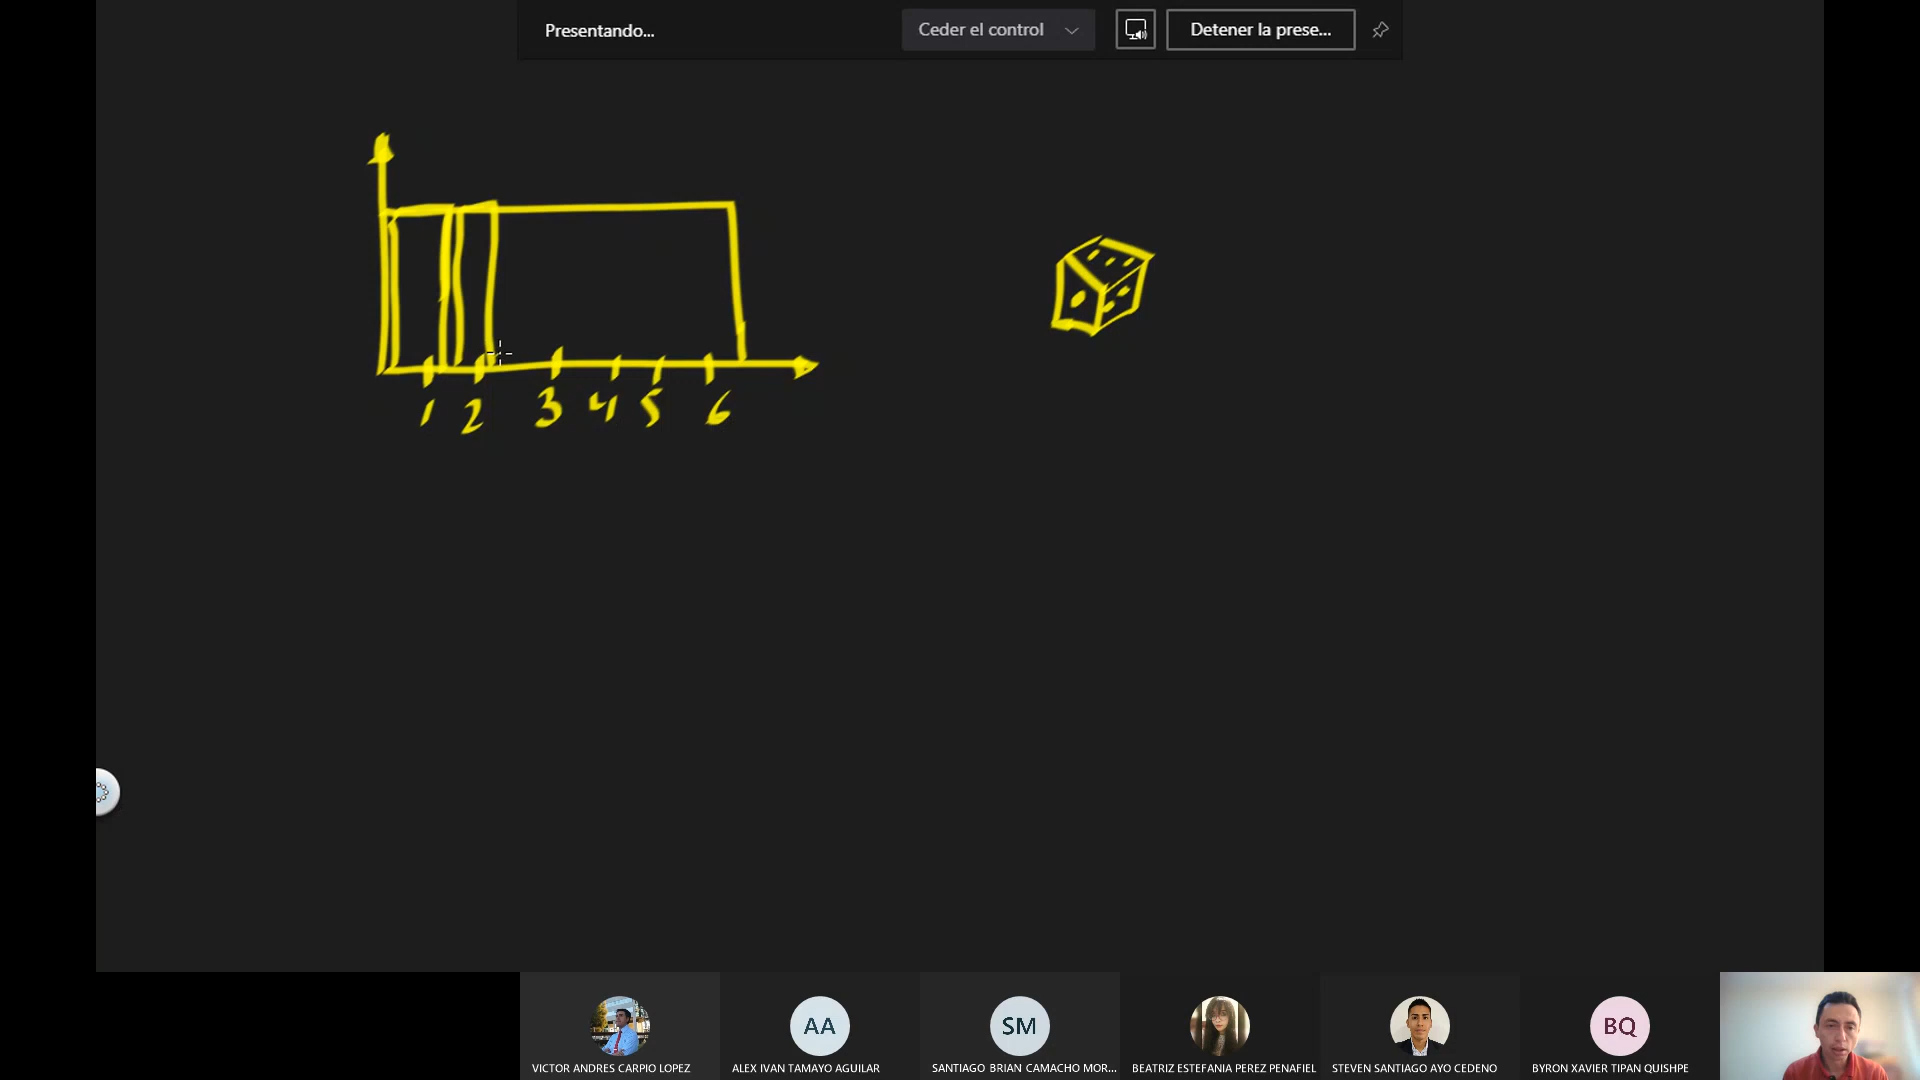 Presentando...
Ceder el control
Detener la prese...
1 2 3 4 5 6
VICTOR ANDRES CARPIO LOPEZ
AA
ALEX IVAN TAMAYO AGUILAR
SM
SANTIAGO BRIAN CAMACHO MOR...
BEATRIZ ESTEFANIA PEREZ PENAFIEL
STEVEN SANTIAGO AYO CEDENO
BQ
BYRON XAVIER TIPAN QUISHPE